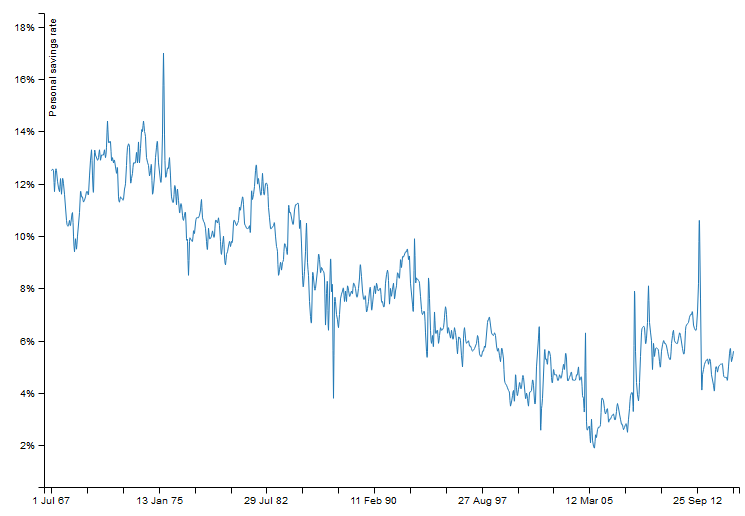 18%
Personal savings rate
16%
14%
12%
10%
8%
6%
4%
2%
1 Jul 67
13 Jan 75
29 Jul 82
11 Feb 90
27 Aug 97
12 Mar 05
25 Sep 12